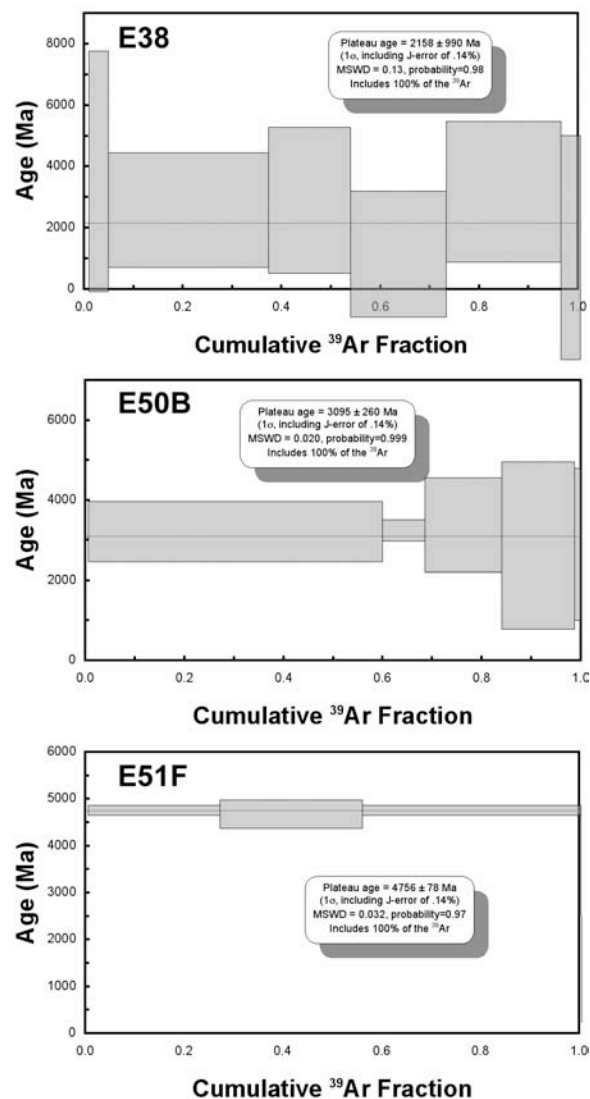 E38
Plateau age = 2158 ± 990 Ma
(1σ, including J-error of .14%)
MSWD = 0.13, probability=0.98
Includes 100% of the ³⁹Ar
8000
6000
4000
2000
0
Age (Ma)
0.0 0.2 0.4 0.6 0.8 1.0
Cumulative ³⁹Ar Fraction
E50B
Plateau age = 3095 ± 260 Ma
(1σ, including J-error of .14%)
MSWD = 0.020, probability=0.999
Includes 100% of the ³⁹Ar
6000
4000
2000
0
Age (Ma)
0.0 0.2 0.4 0.6 0.8 1.0
Cumulative ³⁹Ar Fraction
E51F
6000
5000
4000
3000
2000
1000
0
Age (Ma)
Plateau age = 4756 ± 78 Ma
(1σ, including J-error of .14%)
MSWD = 0.032, probability=0.97
Includes 100% of the ³⁹Ar
0.0 0.2 0.4 0.6 0.8 1.0
Cumulative ³⁹Ar Fraction